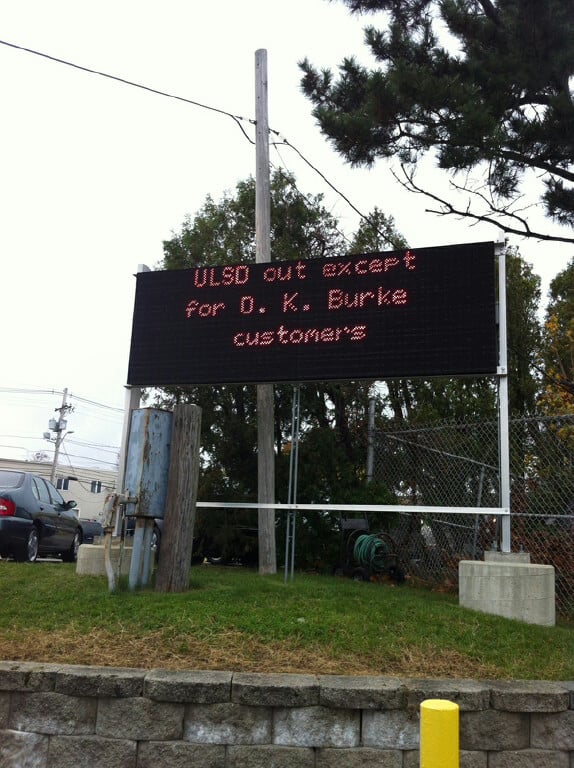 ULSD out except
for D. K. Burke
customers